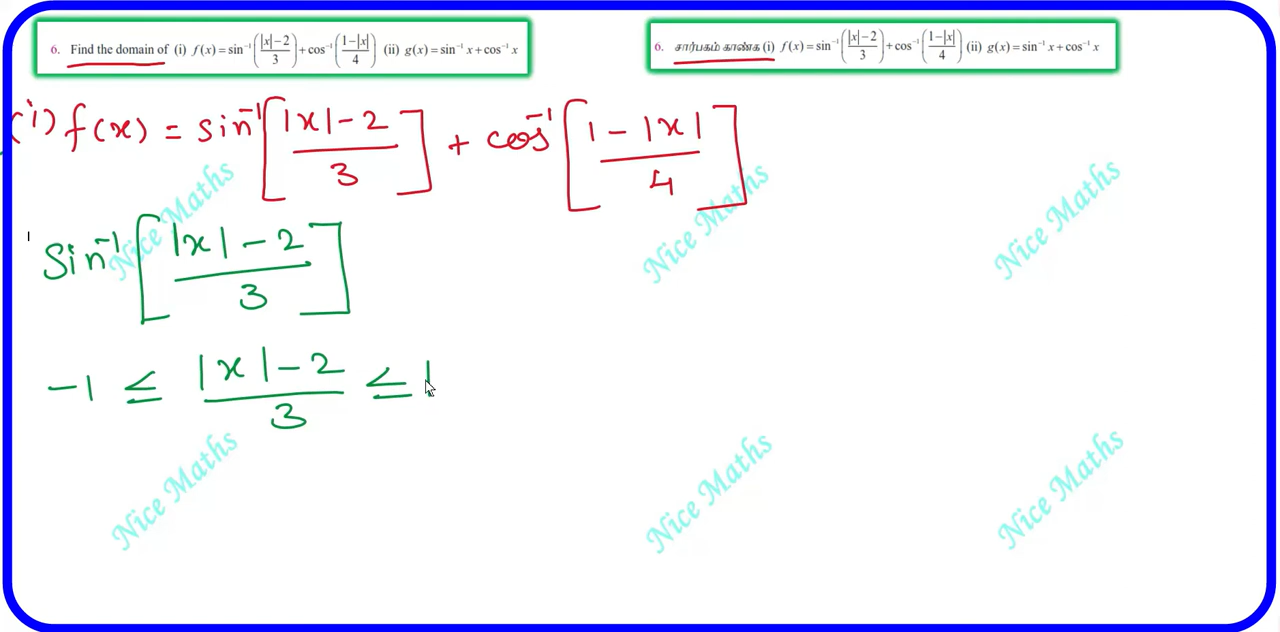 6. Find the domain of (i) f(x) = sin⁻¹((|x|−2)/3) + cos⁻¹((1−|x|)/4) (ii) g(x) = sin⁻¹ x + cos⁻¹ x
6. சார்பகம் காண்க (i) f(x) = sin⁻¹((|x|−2)/3) + cos⁻¹((1−|x|)/4) (ii) g(x) = sin⁻¹ x + cos⁻¹ x
(i) f(x) = sin⁻¹[(|x| − 2)/3] + cos⁻¹[(1 − |x|)/4]
Sin⁻¹[(|x| − 2)/3]
−1 ≤ (|x| − 2)/3 ≤ 1
Nice Maths
Nice Maths
Nice Maths
Nice Maths
Nice Maths
Nice Maths